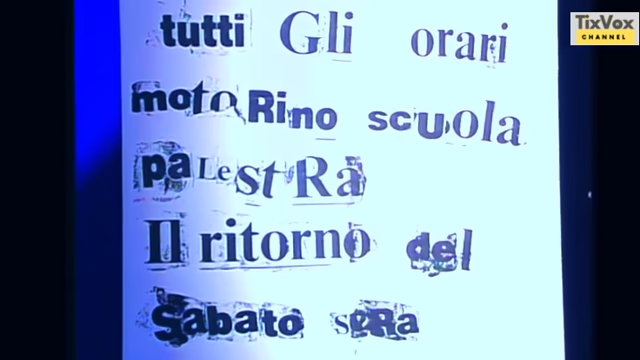 TixVox
CHANNEL
tutti Gli orari
motoRino scuola
paLestRa
Il ritorno del
Sabato seRa